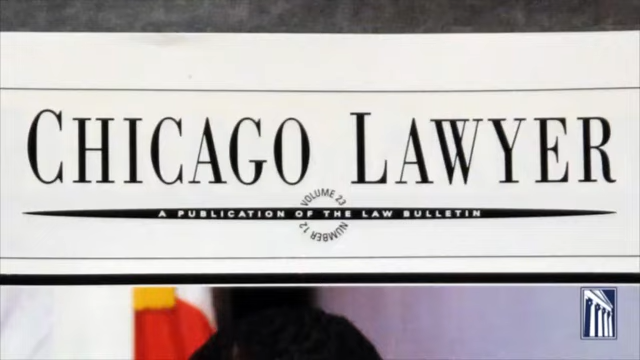 CHICAGO LAWYER
VOLUME 23
A PUBLICATION OF THE LAW BULLETIN
NUMBER 12